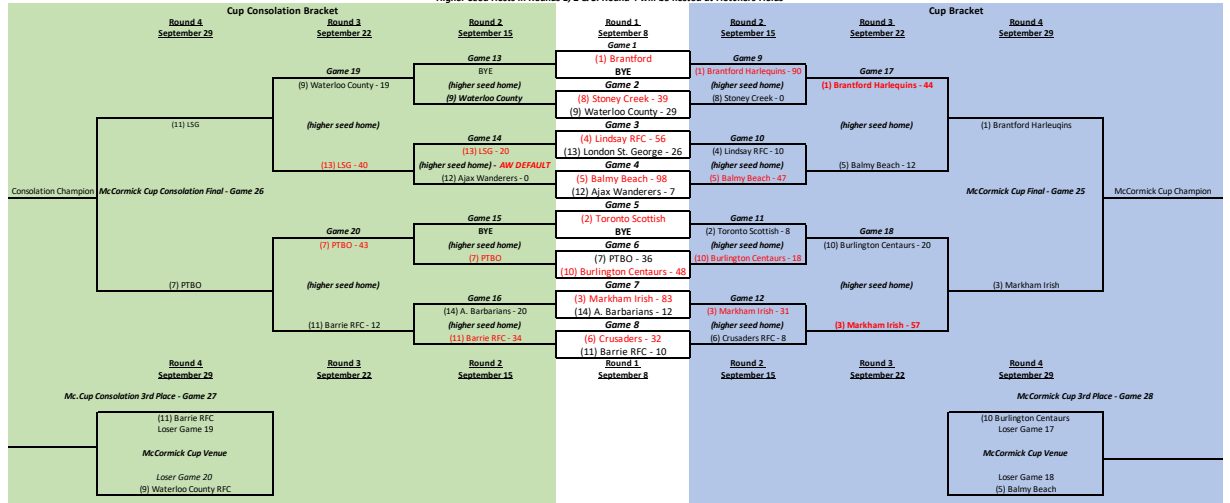 Cup Consolation Bracket
Cup Bracket
Round 4
September 29
Round 3
September 22
Round 2
September 15
Round 1
September 8
Round 2
September 15
Round 3
September 22
Round 4
September 29
Game 19
(9) Waterloo County - 19
(higher seed home)
(13) LSG - 40
(11) LSG
Game 13
BYE
(higher seed home)
(9) Waterloo County
Game 14
(13) LSG - 20
(higher seed home) - AW DEFAULT
(12) Ajax Wanderers - 0
Consolation Champion
McCormick Cup Consolation Final - Game 26
Game 20
(7) PTBO - 43
(higher seed home)
(11) Barrie RFC - 12
(7) PTBO
Game 15
BYE
(higher seed home)
(7) PTBO
Game 16
(14) A. Barbarians - 20
(higher seed home)
(11) Barrie RFC - 34
Game 1
(1) Brantford
BYE
Game 2
(8) Stoney Creek - 39
(9) Waterloo County - 29
Game 3
(4) Lindsay RFC - 56
(13) London St. George - 26
Game 4
(5) Balmy Beach - 98
(12) Ajax Wanderers - 7
Game 5
(2) Toronto Scottish
BYE
Game 6
(7) PTBO - 36
(10) Burlington Centaurs - 48
Game 7
(3) Markham Irish - 83
(14) A. Barbarians - 12
Game 8
(6) Crusaders - 32
(11) Barrie RFC - 10
Game 9
(1) Brantford Harlequins - 90
(higher seed home)
(8) Stoney Creek - 0
Game 10
(4) Lindsay RFC - 10
(higher seed home)
(5) Balmy Beach - 47
Game 11
(2) Toronto Scottish - 8
(higher seed home)
(10) Burlington Centaurs - 18
Game 12
(3) Markham Irish - 31
(higher seed home)
(6) Crusaders RFC - 8
Game 17
(1) Brantford Harlequins - 44
(higher seed home)
(5) Balmy Beach - 12
Game 18
(10) Burlington Centaurs - 20
(higher seed home)
(3) Markham Irish - 57
(1) Brantford Harleuqins
McCormick Cup Final - Game 25
McCormick Cup Champion
(3) Markham Irish
Round 4
September 29
Round 3
September 22
Round 2
September 15
Round 1
September 8
Round 2
September 15
Round 3
September 22
Round 4
September 29
Mc.Cup Consolation 3rd Place - Game 27
(11) Barrie RFC
Loser Game 19
McCormick Cup Venue
Loser Game 20
(9) Waterloo County RFC
McCormick Cup 3rd Place - Game 28
(10 Burlington Centaurs
Loser Game 17
McCormick Cup Venue
Loser Game 18
(5) Balmy Beach